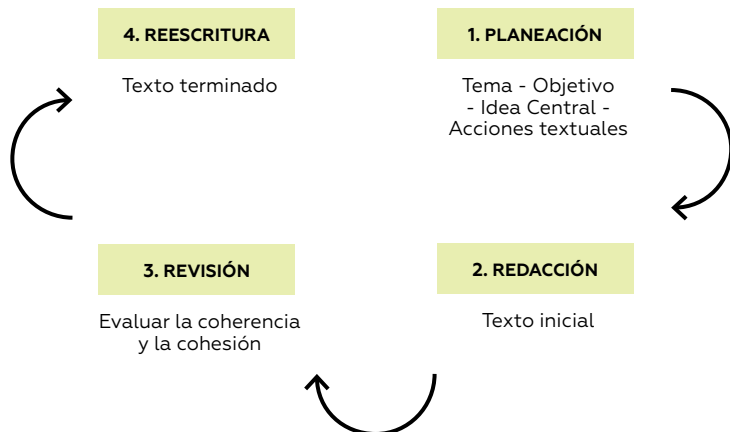 4. REESCRITURA
Texto terminado
1. PLANEACIÓN
Tema - Objetivo
- Idea Central -
Acciones textuales
3. REVISIÓN
Evaluar la coherencia
y la cohesión
2. REDACCIÓN
Texto inicial